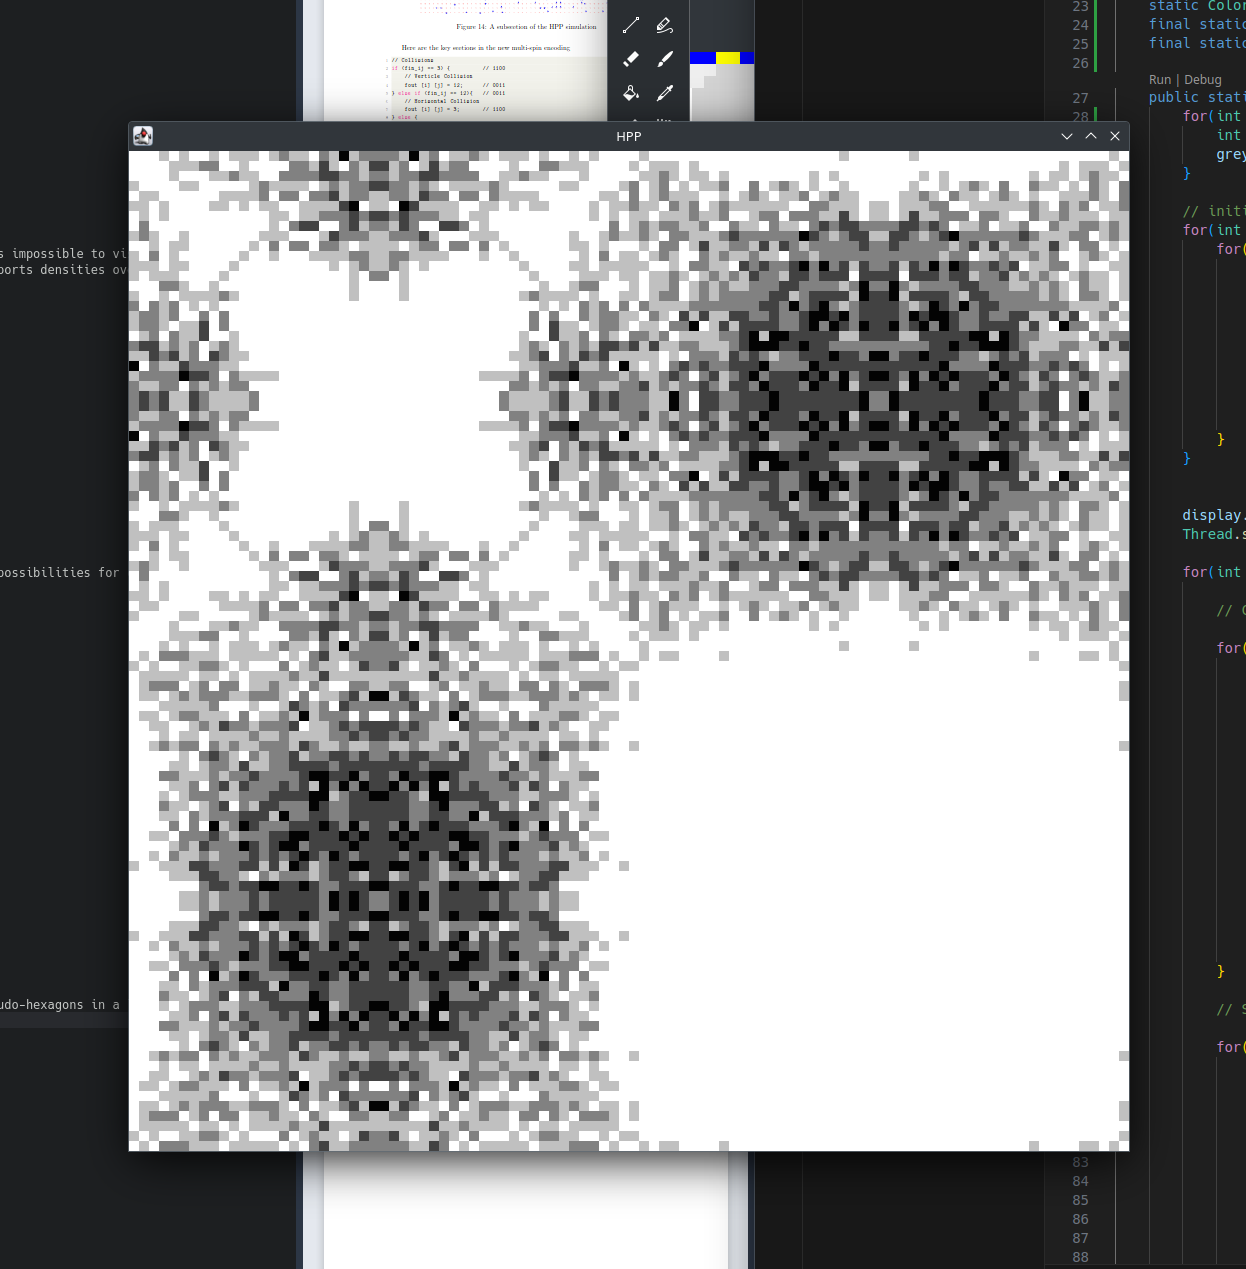 Figure 14: A subsection of the HPP simulation
Here are the key sections in the new multi-spin encoding
// Collisions
if (fin_ij == 3) { // 1100
// Verticle Collision
fout [i] [j] = 12; // 0011
} else if (fin_ij == 12){ // 0011
// Horizontal Collision
fout [i] [j] = 3; // 1100
} else {
HPP
s impossible to vi
ports densities ov
possibilities for
udo-hexagons in a
23 static Color
24 final static
25 final static
26
Run | Debug
27 public stati
28 for(int
int
grey
}
// initi
for(int
for(
}
}
display.
Thread.s
for(int
// C
for(
}
// S
for(
83
84
85
86
87
88